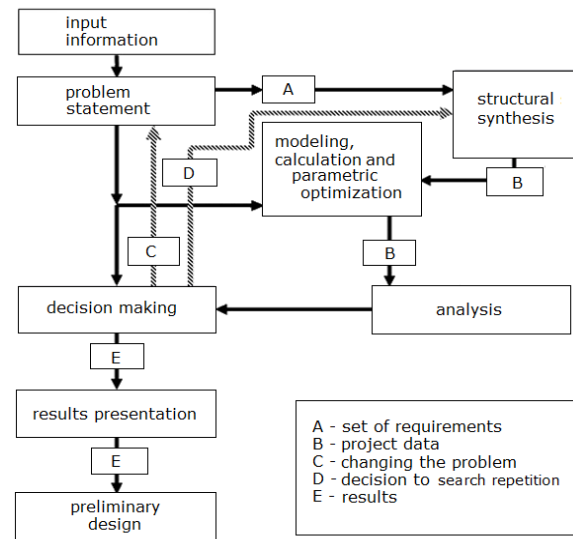 input
information
problem
statement
A
structural
synthesis
modeling,
calculation and
parametric
optimization
D
B
C
B
decision making
analysis
E
results presentation
E
preliminary
design
A - set of requirements
B - project data
C - changing the problem
D - decision to search repetition
E - results